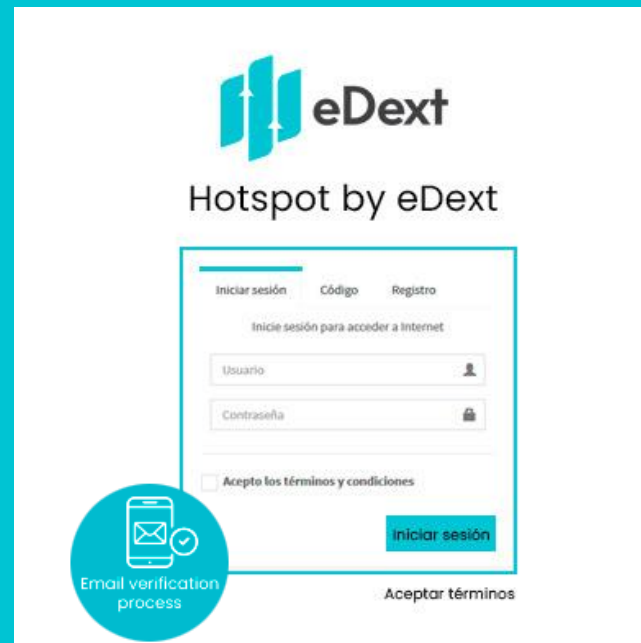 eDext
Hotspot by eDext
Iniciar sesión Código Registro
Inicie sesión para acceder a Internet
Usuario
Contraseña
Acepto los términos y condiciones
Iniciar sesión
Email verification
process
Aceptar términos